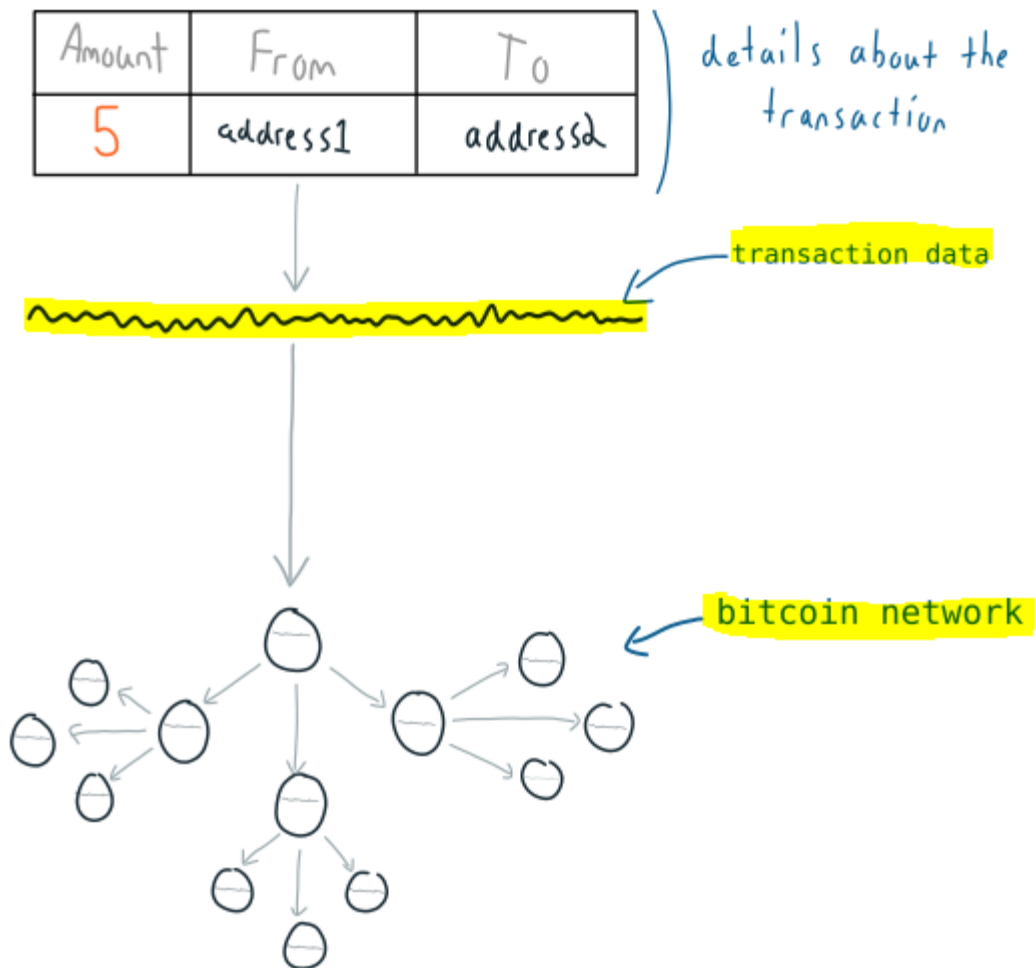 Amount From To
5 address1 address2
details about the
transaction
transaction data
bitcoin network